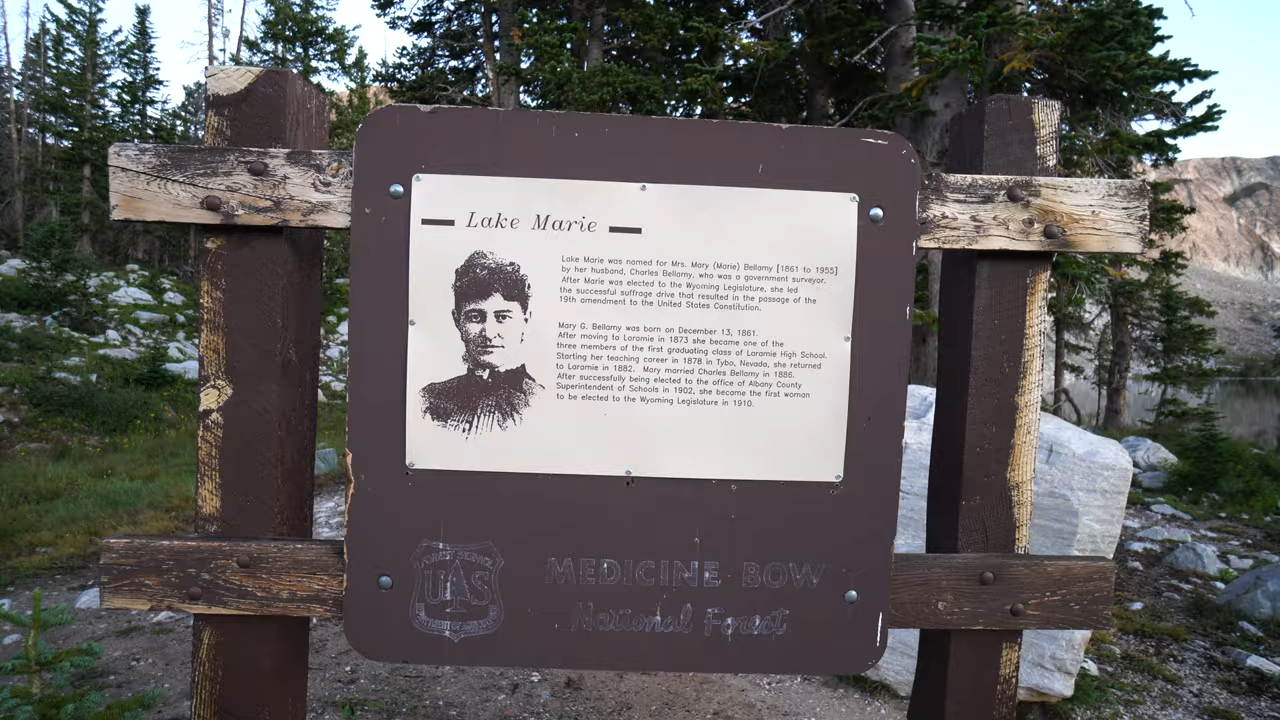 Lake Marie
Lake Marie was named for Mrs. Mary (Marie) Bellamy [1861 to 1955]
by her husband, Charles Bellamy, who was a government surveyor.
After Marie was elected to the Wyoming Legislature, she led
the successful suffrage drive that resulted in the passage of the
19th amendment to the United States Constitution.
Mary G. Bellamy was born on December 13, 1861.
After moving to Laramie in 1873 she became one of the
three members of the first graduating class of Laramie High School.
Starting her teaching career in 1878 in Tybo, Nevada, she returned
to Laramie in 1882. Mary married Charles Bellamy in 1886.
After successfully being elected to the office of Albany County
Superintendent of Schools in 1902, she became the first woman
to be elected to the Wyoming Legislature in 1910.
FOREST SERVICE
U S
DEPARTMENT OF AGRICULTURE
MEDICINE BOW
National Forest